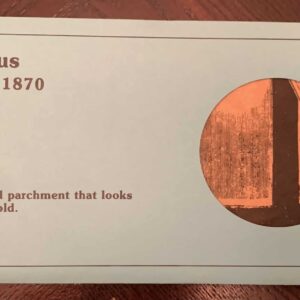 us
1870
l parchment that looks
old.